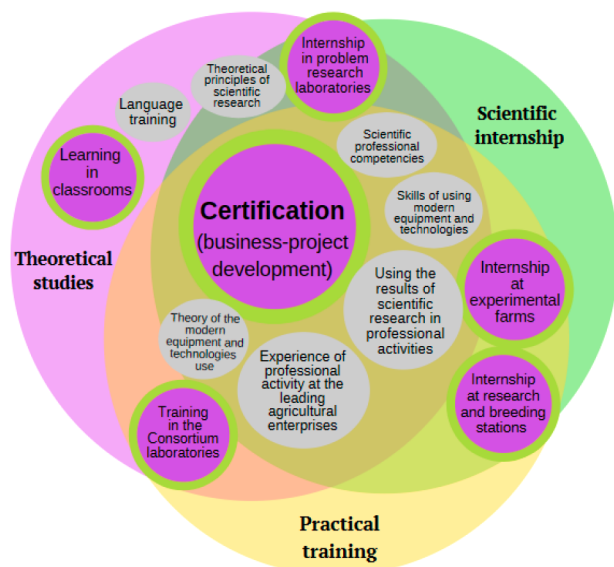 Internship
in problem
research
laboratories
Theoretical
principles of
scientific
research
Language
training
Scientific
internship
Scientific
professional
competencies
Learning
in
classrooms
Skills of using
modern
equipment and
technologies
Certification
(business-project
development)
Theoretical
studies
Using the
results of
scientific
research in
professional
activities
Internship
at
experimental
farms
Theory of the
modern
equipment and
technologies
use
Experience of
professional
activity at the
leading
agricultural
enterprises
Internship
at research
and breeding
stations
Training
in the
Consortium
laboratories
Practical
training